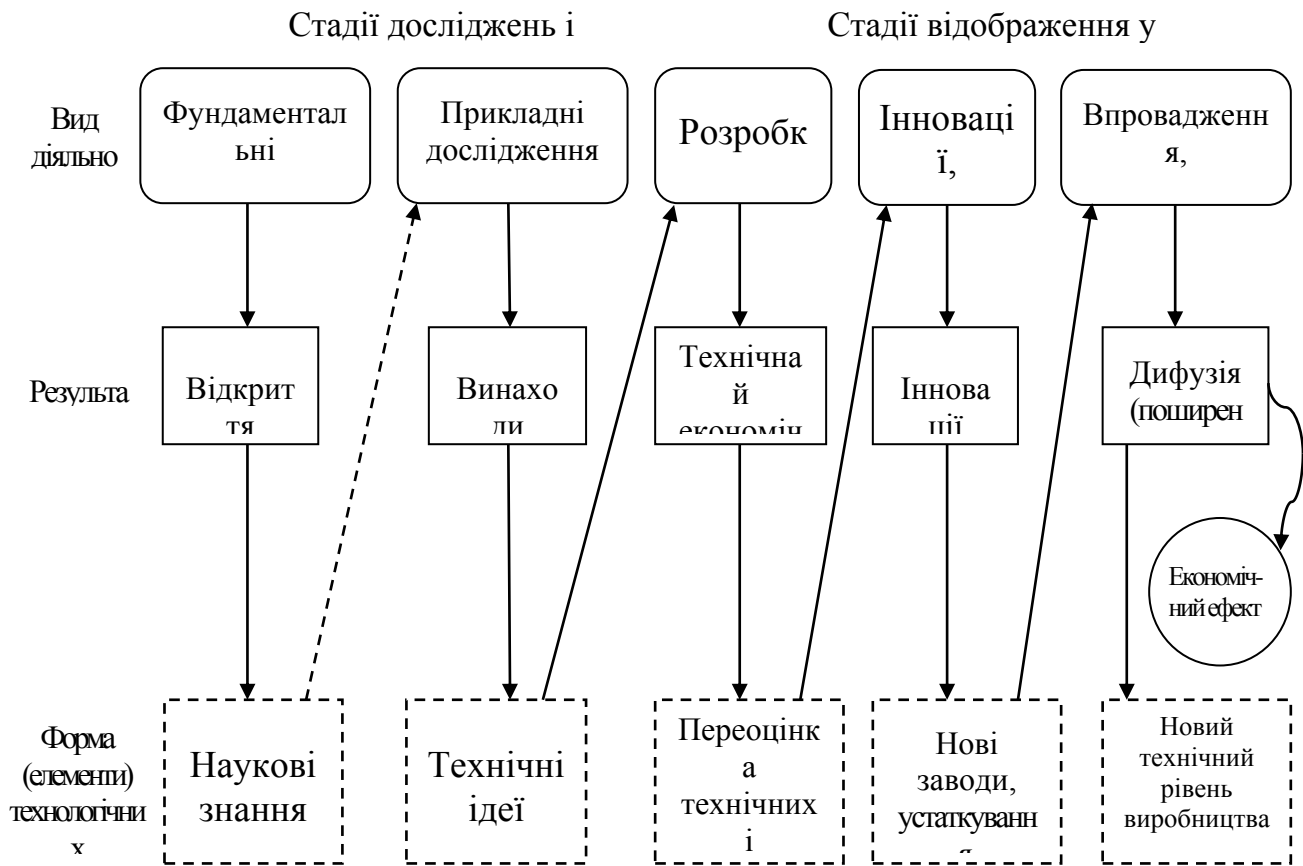 Стадії досліджень і
Стадії відображення у
Вид
діяльно
Фундаментал
ьні
Прикладні
дослідження
Розробк
Інноваці
ї,
Впровадженн
я,
Результа
Відкрит
тя
Винахо
ди
Технічна
й
економін
Іннова
ції
Дифузія
(поширен
Економіч-
ний ефект
Форма
(елементи)
технологічни
х
Наукові
знання
Технічні
ідеї
Переоцінк
а
технічних
і
Нові
заводи,
устаткуванн
я
Новий
технічний
рівень
виробництва